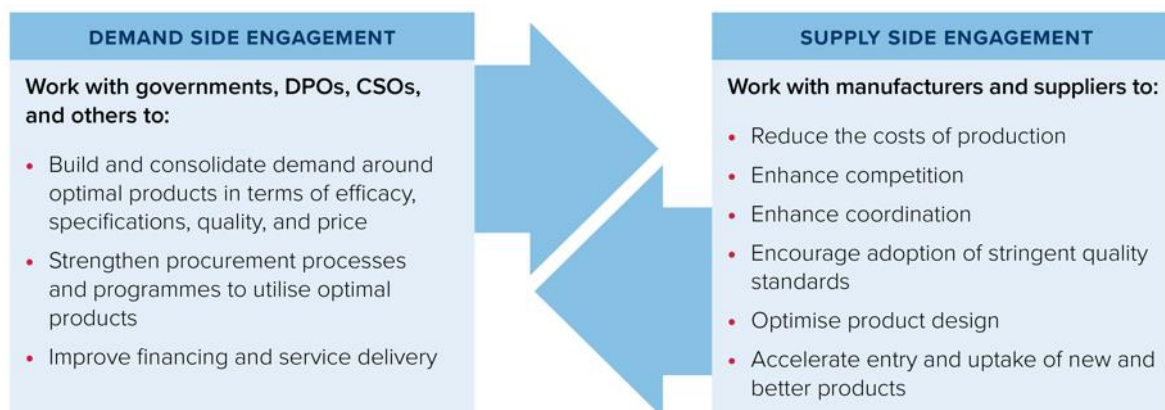 DEMAND SIDE ENGAGEMENT
Work with governments, DPOs, CSOs,
and others to:
• Build and consolidate demand around
optimal products in terms of efficacy,
specifications, quality, and price
• Strengthen procurement processes
and programmes to utilise optimal
products
• Improve financing and service delivery
SUPPLY SIDE ENGAGEMENT
Work with manufacturers and suppliers to:
• Reduce the costs of production
• Enhance competition
• Enhance coordination
• Encourage adoption of stringent quality
standards
• Optimise product design
• Accelerate entry and uptake of new and
better products